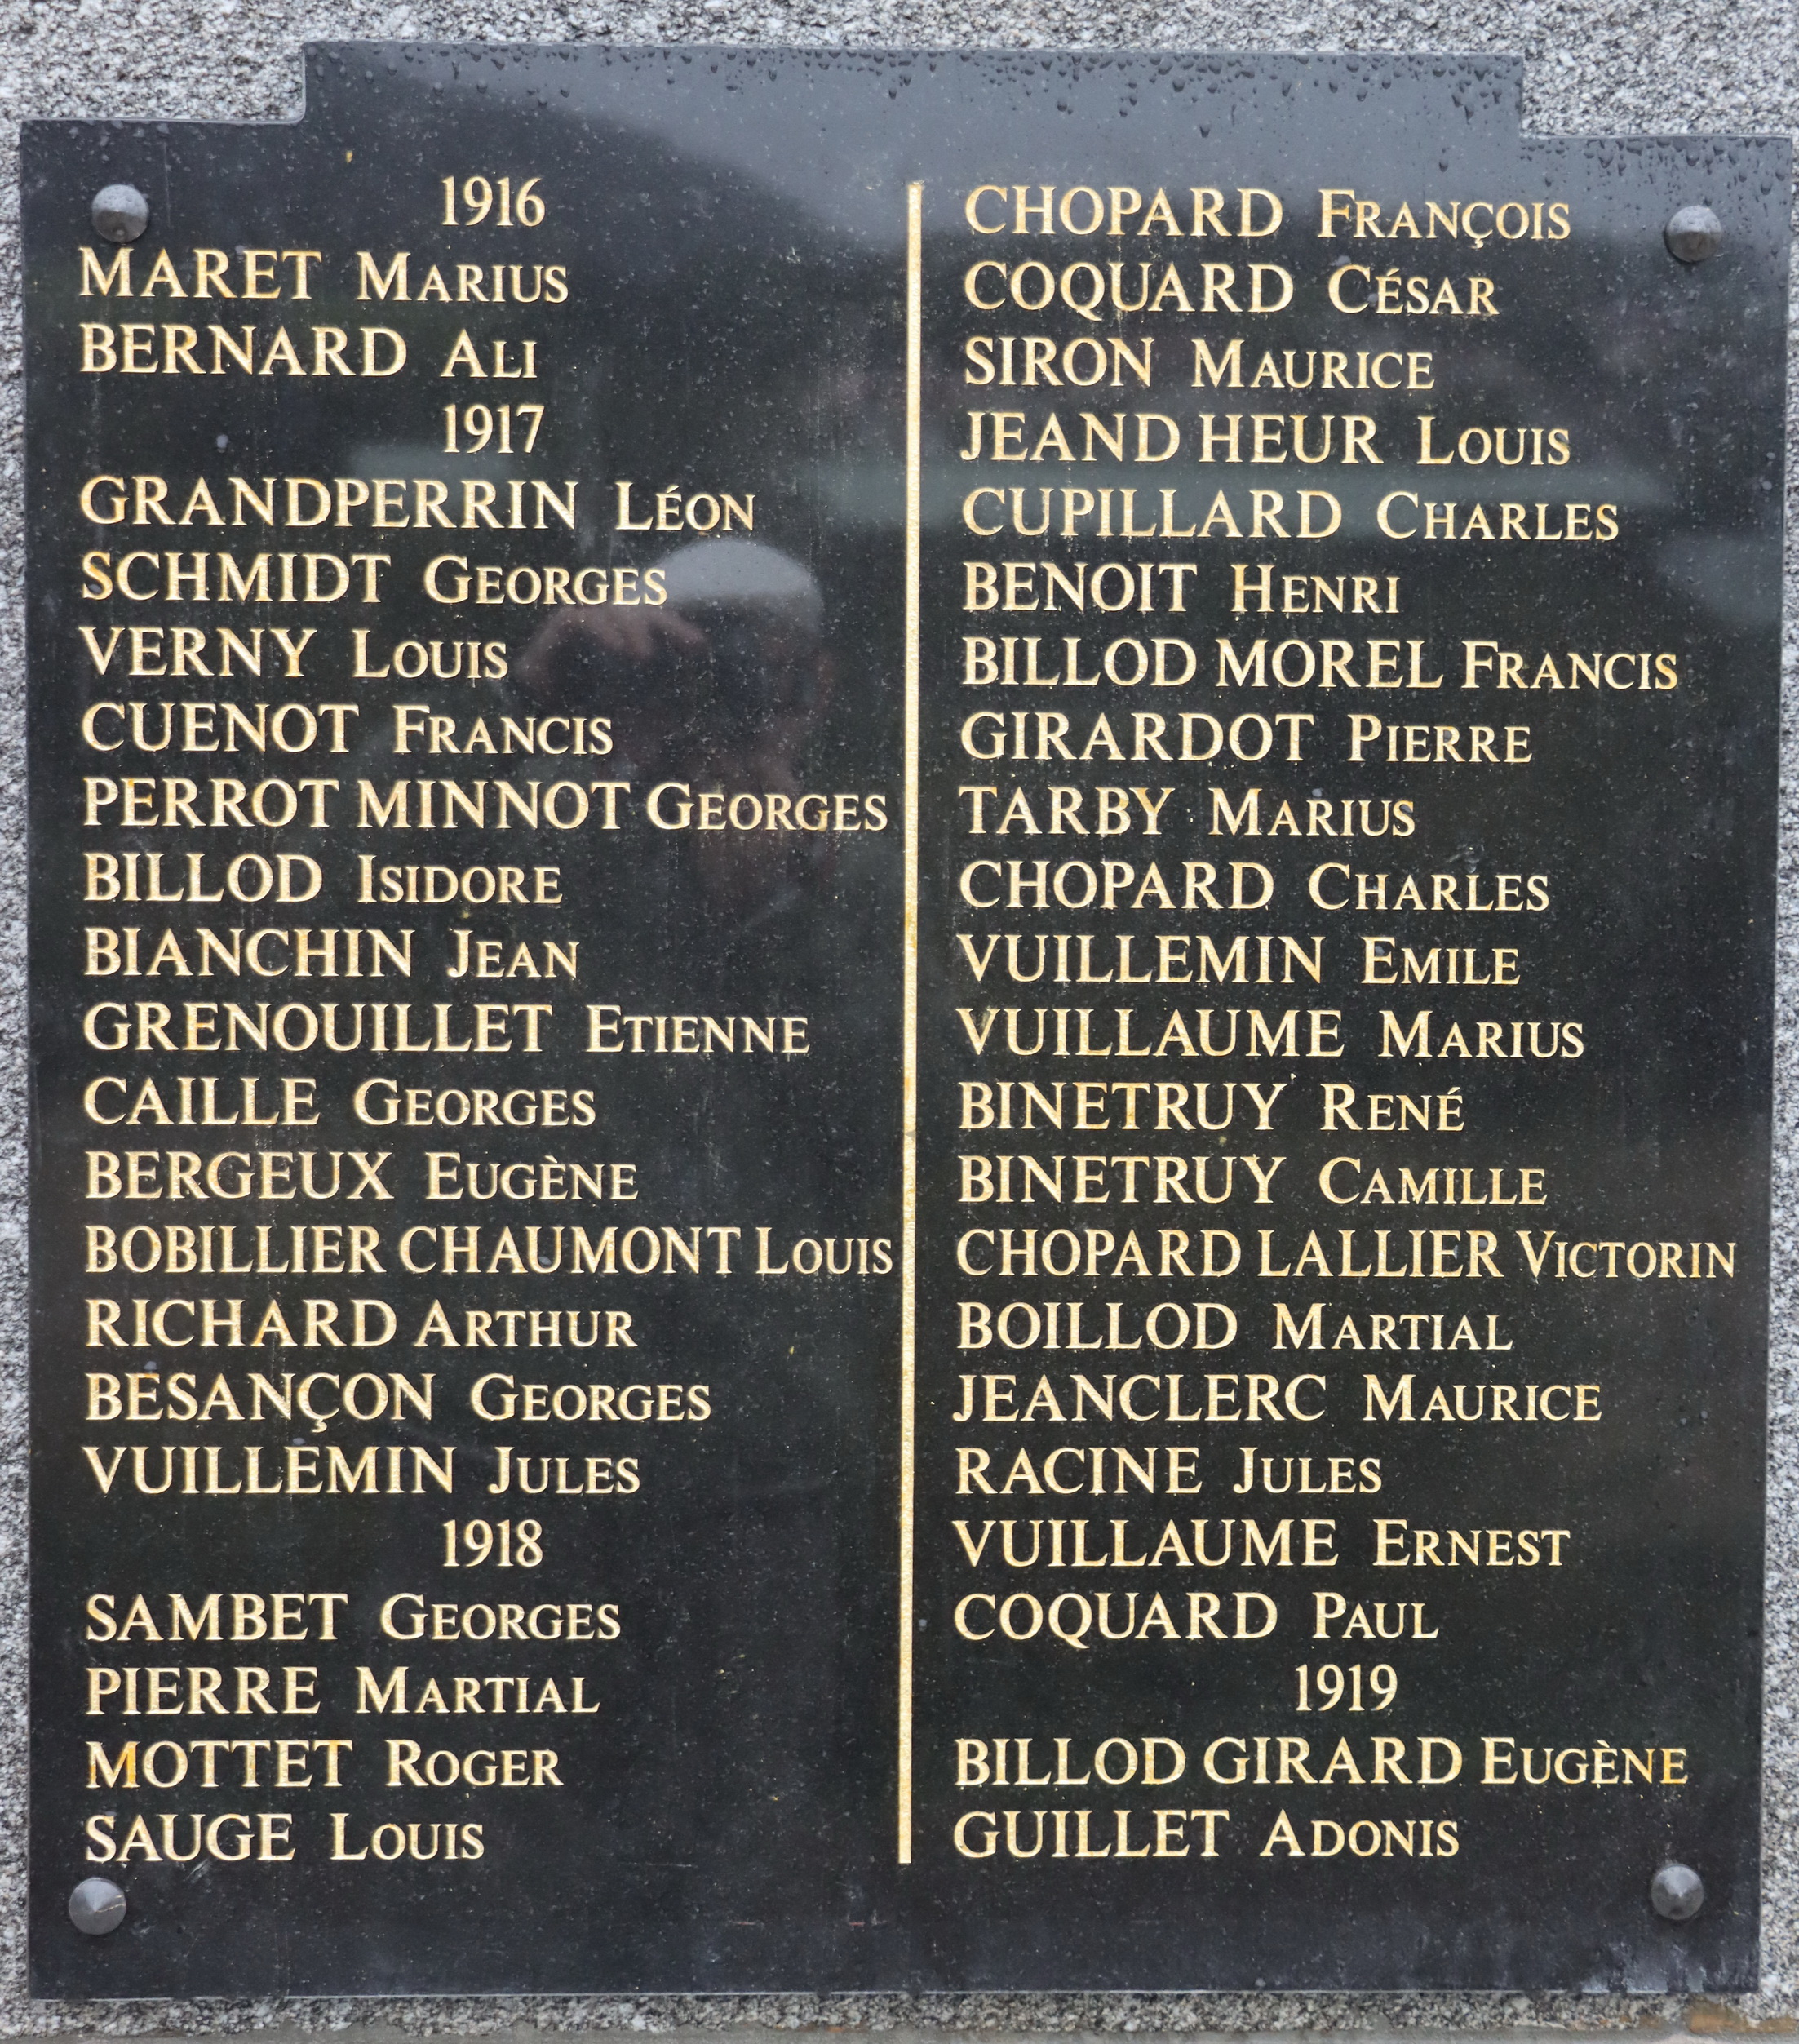 1916
MARET MARIUS
BERNARD ALI
1917
GRANDPERRIN LÉON
SCHMIDT GEORGES
VERNY LOUIS
CUENOT FRANCIS
PERROT MINNOT GEORGES
BILLOD ISIDORE
BIANCHIN JEAN
GRENOUILLET ETIENNE
CAILLE GEORGES
BERGEUX EUGÈNE
BOBILLIER CHAUMONT LOUIS
RICHARD ARTHUR
BESANÇON GEORGES
VUILLEMIN JULES
1918
SAMBET GEORGES
PIERRE MARTIAL
MOTTET ROGER
SAUGE LOUIS
CHOPARD FRANÇOIS
COQUARD CÉSAR
SIRON MAURICE
JEAND HEUR LOUIS
CUPILLARD CHARLES
BENOIT HENRI
BILLOD MOREL FRANCIS
GIRARDOT PIERRE
TARBY MARIUS
CHOPARD CHARLES
VUILLEMIN EMILE
VUILLAUME MARIUS
BINETRUY RENÉ
BINETRUY CAMILLE
CHOPARD LALLIER VICTORIN
BOILLOD MARTIAL
JEANCLERC MAURICE
RACINE JULES
VUILLAUME ERNEST
COQUARD PAUL
1919
BILLOD GIRARD EUGÈNE
GUILLET ADONIS